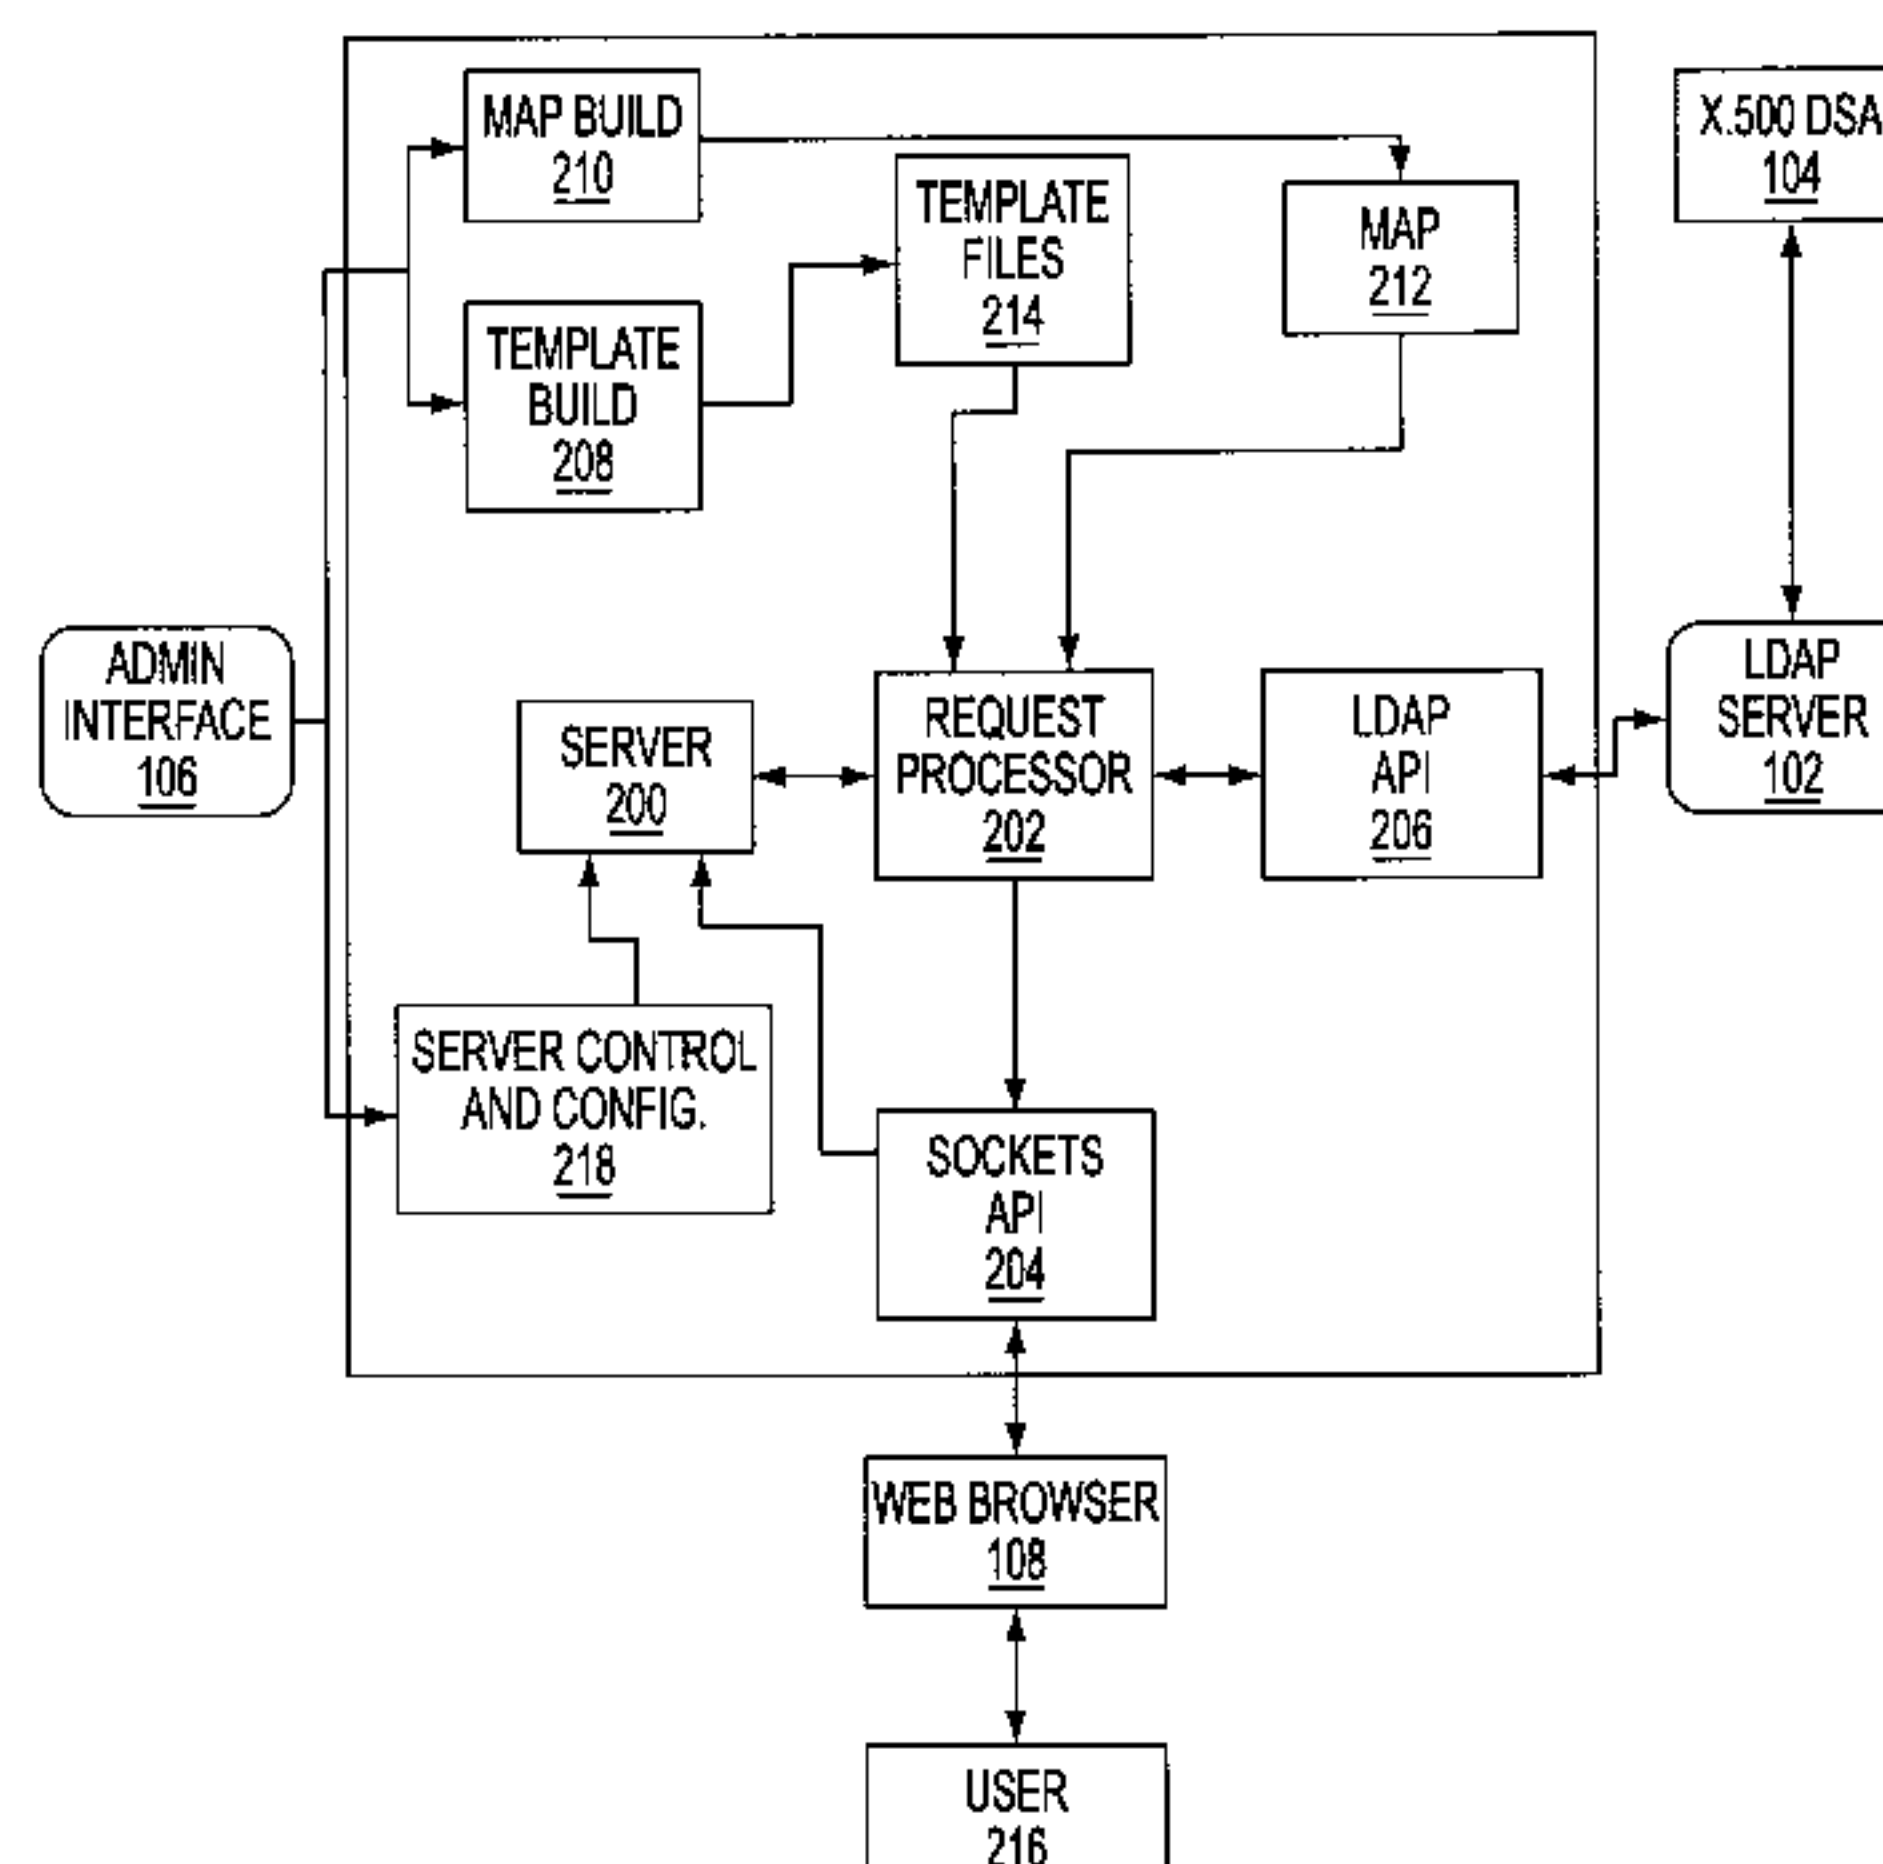 MAP BUILD
210
X.500 DSA
104
TEMPLATE
FILES
214
MAP
212
TEMPLATE
BUILD
208
ADMIN
INTERFACE
106
SERVER
200
REQUEST
PROCESSOR
202
LDAP
API
206
LDAP
SERVER
102
SERVER CONTROL
AND CONFIG.
218
SOCKETS
API
204
WEB BROWSER
108
USER
216